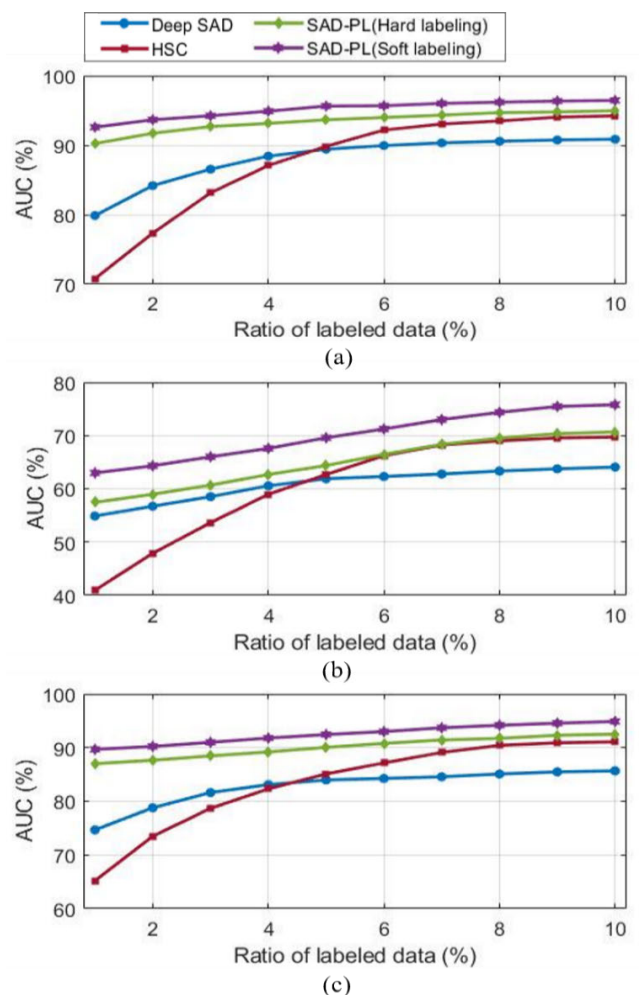 Deep SAD
SAD-PL(Hard labeling)
HSC
SAD-PL(Soft labeling)
100
90
80
70
AUC (%)
2 4 6 8 10
Ratio of labeled data (%)
(a)
80
70
60
50
40
AUC (%)
2 4 6 8 10
Ratio of labeled data (%)
(b)
100
90
80
70
60
AUC (%)
2 4 6 8 10
Ratio of labeled data (%)
(c)